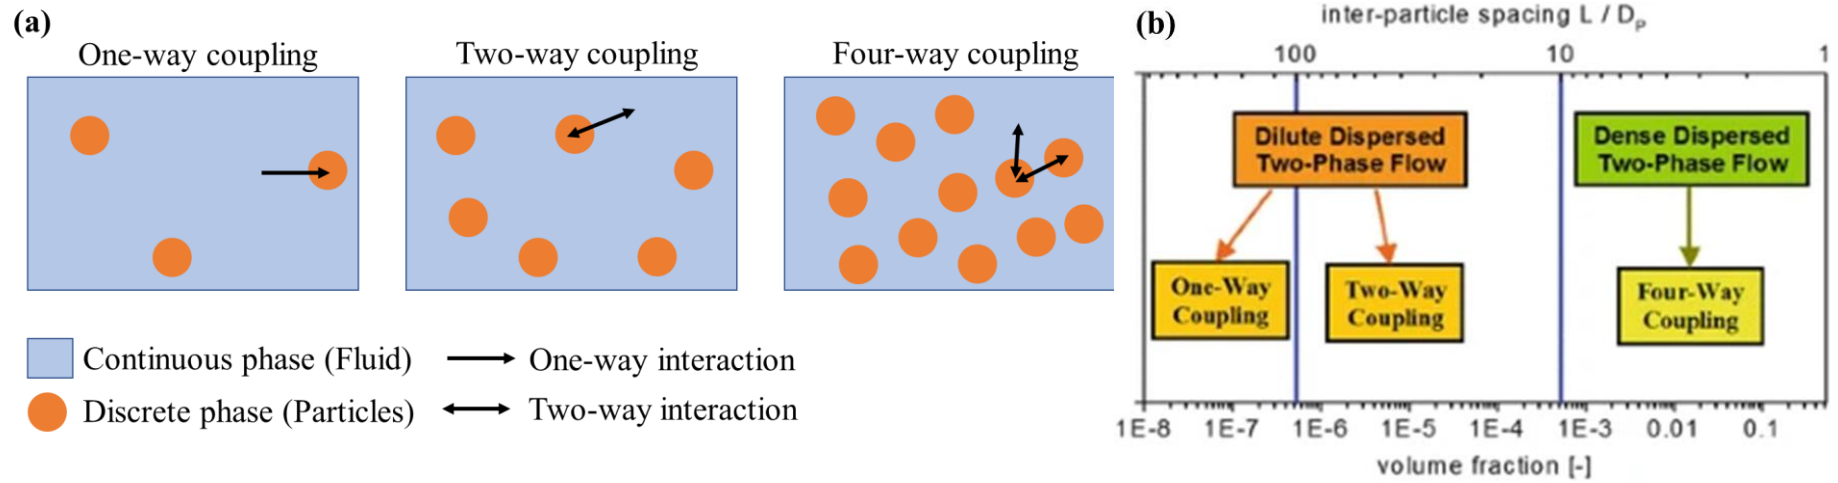 (a)
One-way coupling
Two-way coupling
Four-way coupling
Continuous phase (Fluid)
One-way interaction
Discrete phase (Particles)
Two-way interaction
(b)
inter-particle spacing L / Dₚ
100
10
1
Dilute Dispersed
Two-Phase Flow
Dense Dispersed
Two-Phase Flow
One-Way
Coupling
Two-Way
Coupling
Four-Way
Coupling
1E-8
1E-7
1E-6
1E-5
1E-4
1E-3
0.01
0.1
volume fraction [-]